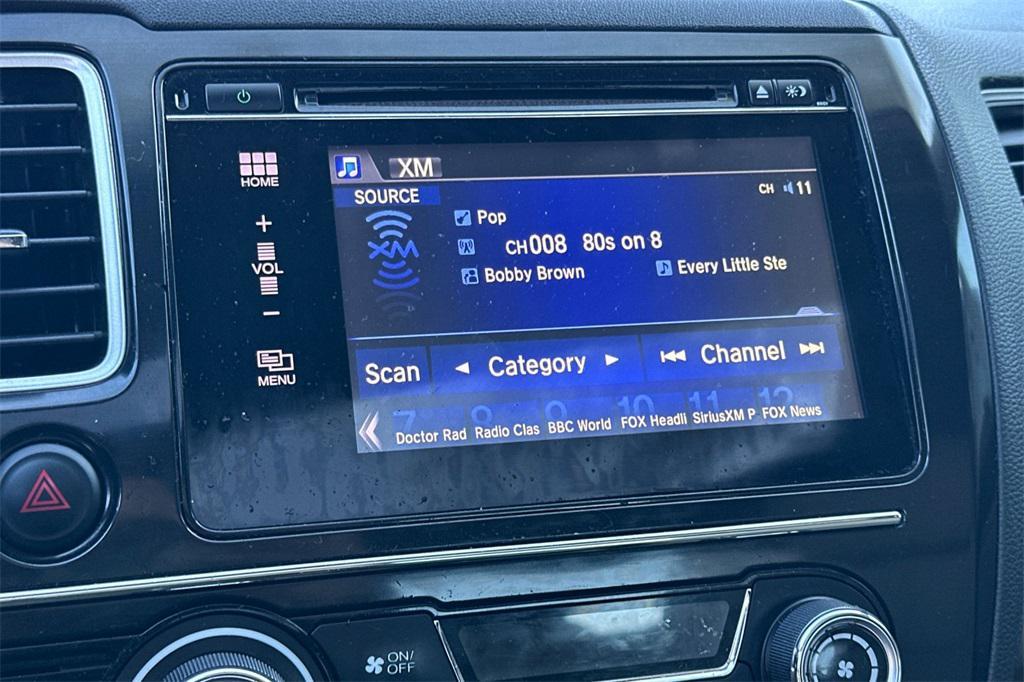 XM
HOME
SOURCE
CH 11
Pop
XM
CH008 80s on 8
+
VOL
−
Bobby Brown
Every Little Ste
MENU
Scan
◄ Category ►
Channel
7 8 9 10 11 12
Doctor Rad Radio Clas BBC World FOX Headli SiriusXM P FOX News
ON/
OFF